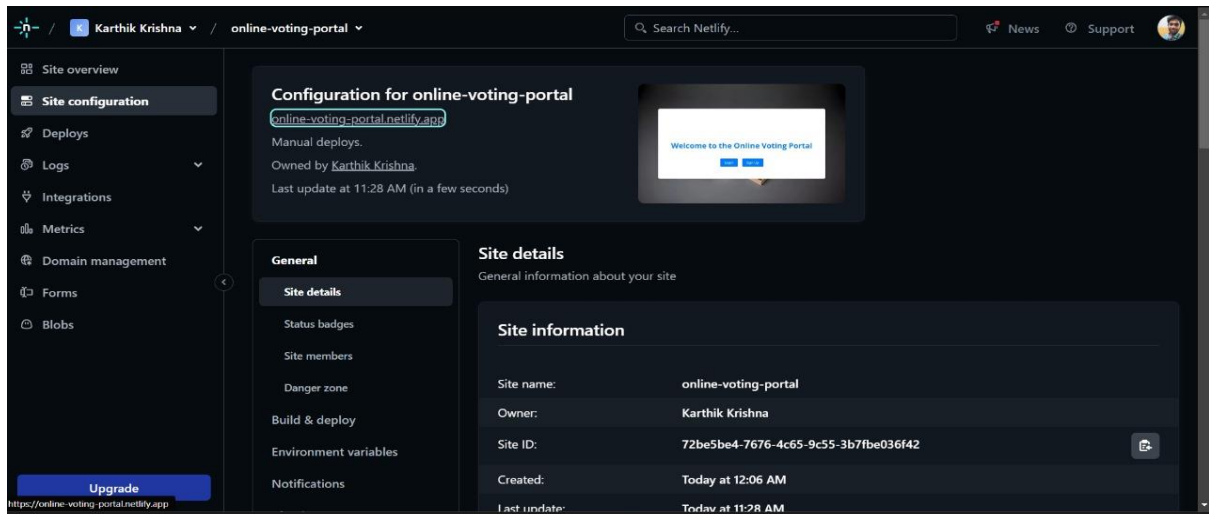 / K Karthik Krishna / online-voting-portal
Search Netlify...
News
Support
Site overview
Site configuration
Deploys
Logs
Integrations
Metrics
Domain management
Forms
Blobs
Upgrade
https://online-voting-portal.netlify.app
Configuration for online-voting-portal
online-voting-portal.netlify.app
Manual deploys.
Owned by Karthik Krishna.
Last update at 11:28 AM (in a few seconds)
Welcome to the Online Voting Portal
General
Site details
Status badges
Site members
Danger zone
Build & deploy
Environment variables
Notifications
Site details
General information about your site
Site information
Site name: online-voting-portal
Owner: Karthik Krishna
Site ID: 72be5be4-7676-4c65-9c55-3b7fbe036f42
Created: Today at 12:06 AM
Last update: Today at 11:28 AM